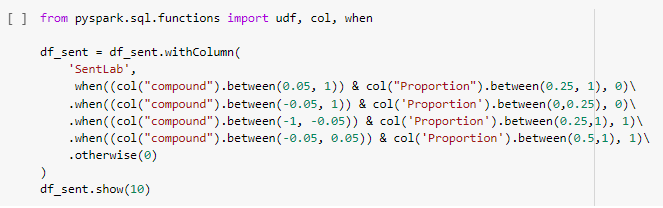 [ ] from pyspark.sql.functions import udf, col, when
df_sent = df_sent.withColumn(
'SentLab',
when((col("compound").between(0.05, 1)) & col("Proportion").between(0.25, 1), 0)\
.when((col("compound").between(-0.05, 1)) & col('Proportion').between(0,0.25), 0)\
.when((col("compound").between(-1, -0.05)) & col('Proportion').between(0.25,1), 1)\
.when((col("compound").between(-0.05, 0.05)) & col('Proportion').between(0.5,1), 1)\
.otherwise(0)
)
df_sent.show(10)